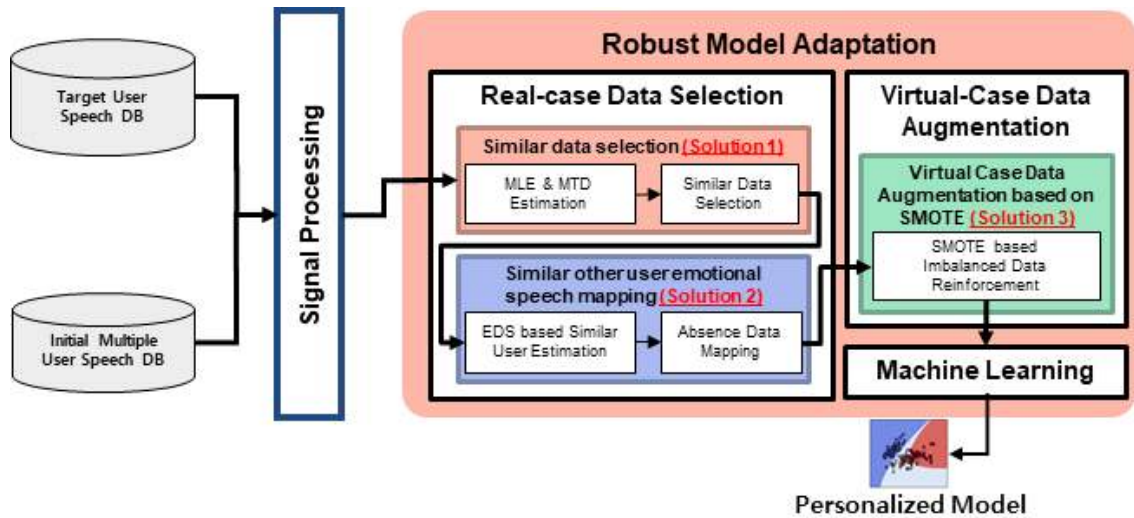 Target User
Speech DB
Initial Multiple
User Speech DB
Signal Processing
Robust Model Adaptation
Real-case Data Selection
Similar data selection (Solution 1)
MLE & MTD
Estimation
Similar Data
Selection
Similar other user emotional
speech mapping (Solution 2)
EDS based Similar
User Estimation
Absence Data
Mapping
Virtual-Case Data
Augmentation
Virtual Case Data
Augmentation based on
SMOTE (Solution 3)
SMOTE based
Imbalanced Data
Reinforcement
Machine Learning
Personalized Model